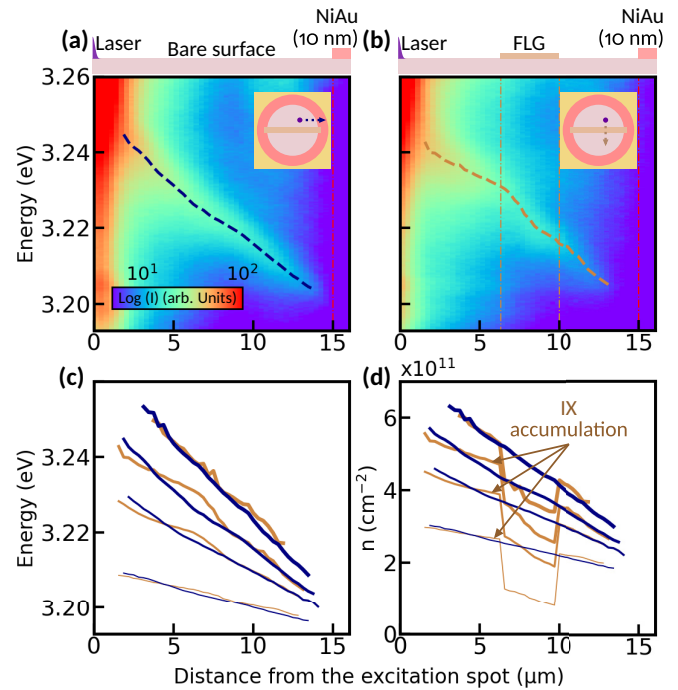 (a)
Laser
Bare surface
NiAu
(10 nm)
(b)
Laser
FLG
NiAu
(10 nm)
3.26
3.24
3.22
3.20
Energy (eV)
10¹ 10²
Log (I) (arb. Units)
0 5 10 15
0 5 10 15
(c)
3.24
3.22
3.20
Energy (eV)
0 5 10 15
(d)
x10¹¹
6
4
2
0
n (cm⁻²)
IX
accumulation
0 5 10 15
Distance from the excitation spot (μm)